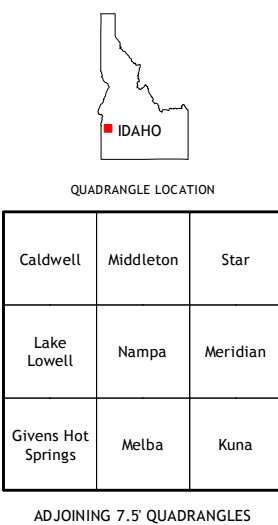 IDAHO
QUADRANGLE LOCATION
Caldwell Middleton Star
Lake
Lowell
Nampa Meridian
Givens Hot
Springs
Melba Kuna
ADJOINING 7.5' QUADRANGLES